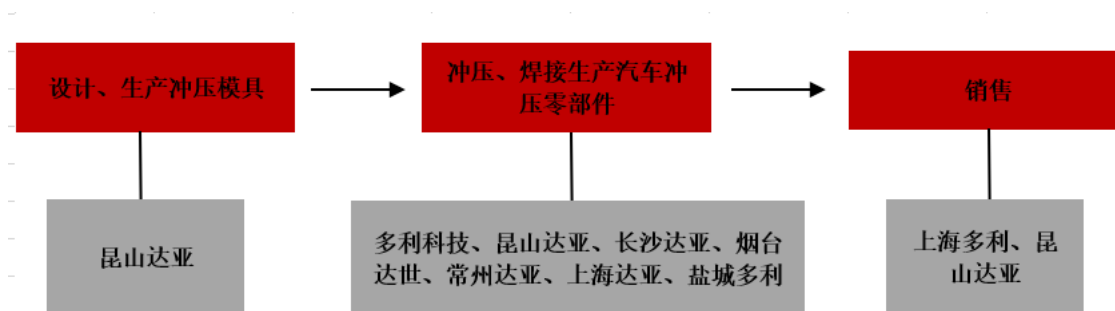 设计、生产冲压模具
冲压、焊接生产汽车冲
压零部件
销售
昆山达亚
多利科技、昆山达亚、长沙达亚、烟台
达世、常州达亚、上海达亚、盐城多利
上海多利、昆
山达亚